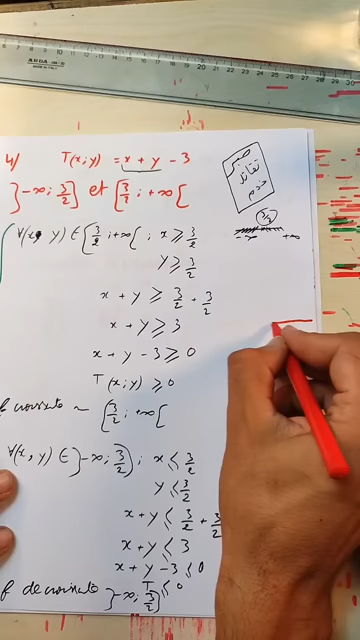 ARDA
4/ T(x; y) = x + y - 3
]-∞; 3/2] et [3/2; +∞[
3/2
-∞ +∞
∀(x, y) ∈ [3/2; +∞[ ; x ⩾ 3/2
y ⩾ 3/2
x + y ⩾ 3/2 + 3/2
x + y ⩾ 3
x + y - 3 ⩾ 0
T(x; y) ⩾ 0
[3/2; +∞[
∀(x, y) ∈ ]-∞; 3/2] ; x ⩽ 3/2
y ⩽ 3/2
x + y ⩽ 3/2 + 3/2
x + y ⩽ 3
x + y - 3 ⩽ 0
T ⩽ 0
]-∞; 3/2]